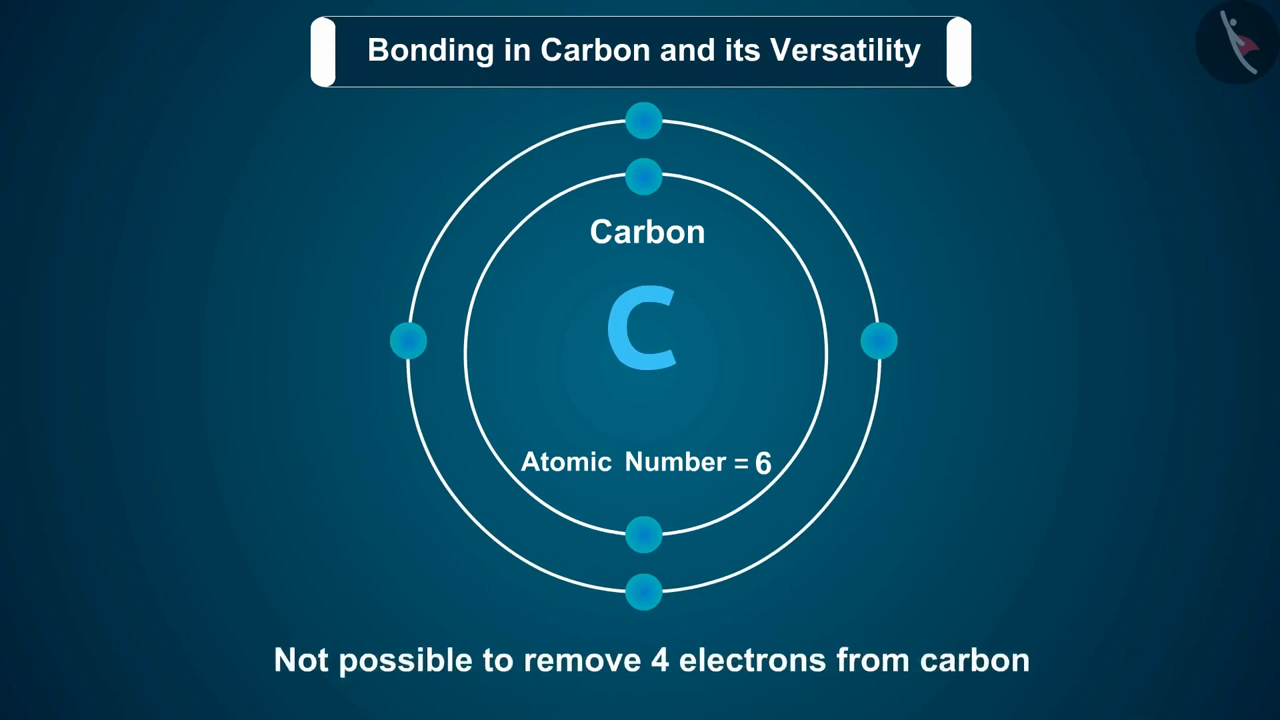 Bonding in Carbon and its Versatility
Carbon
C
Atomic Number = 6
Not possible to remove 4 electrons from carbon